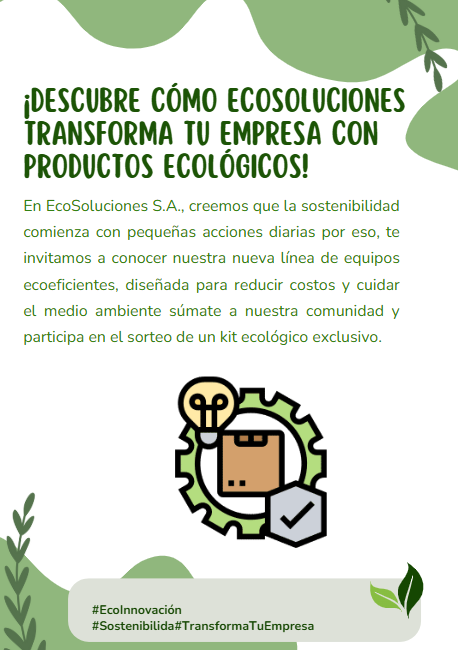 ¡DESCUBRE CÓMO ECOSOLUCIONES
TRANSFORMA TU EMPRESA CON
PRODUCTOS ECOLÓGICOS!
En EcoSoluciones S.A., creemos que la sostenibilidad
comienza con pequeñas acciones diarias por eso, te
invitamos a conocer nuestra nueva línea de equipos
ecoeficientes, diseñada para reducir costos y cuidar
el medio ambiente súmate a nuestra comunidad y
participa en el sorteo de un kit ecológico exclusivo.
#EcoInnovación
#Sostenibilida#TransformaTuEmpresa